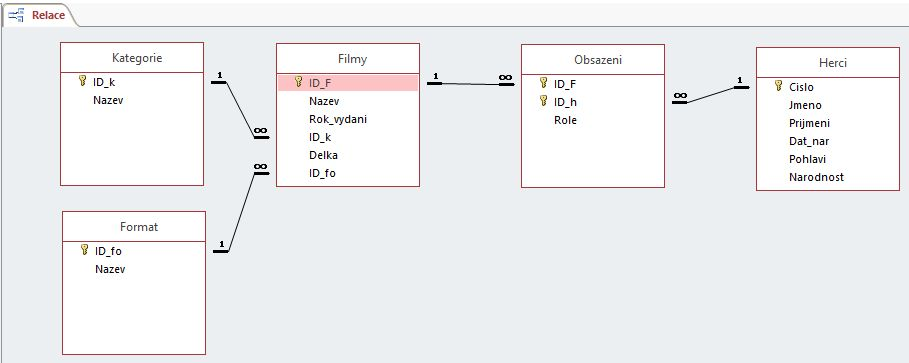 Relace
Kategorie
ID_k
Nazev
Filmy
ID_F
Nazev
Rok_vydani
ID_k
Delka
ID_fo
Obsazeni
ID_F
ID_h
Role
Herci
Cislo
Jmeno
Prijmeni
Dat_nar
Pohlavi
Narodnost
Format
ID_fo
Nazev
1
∞
1
∞
∞
1
∞
1